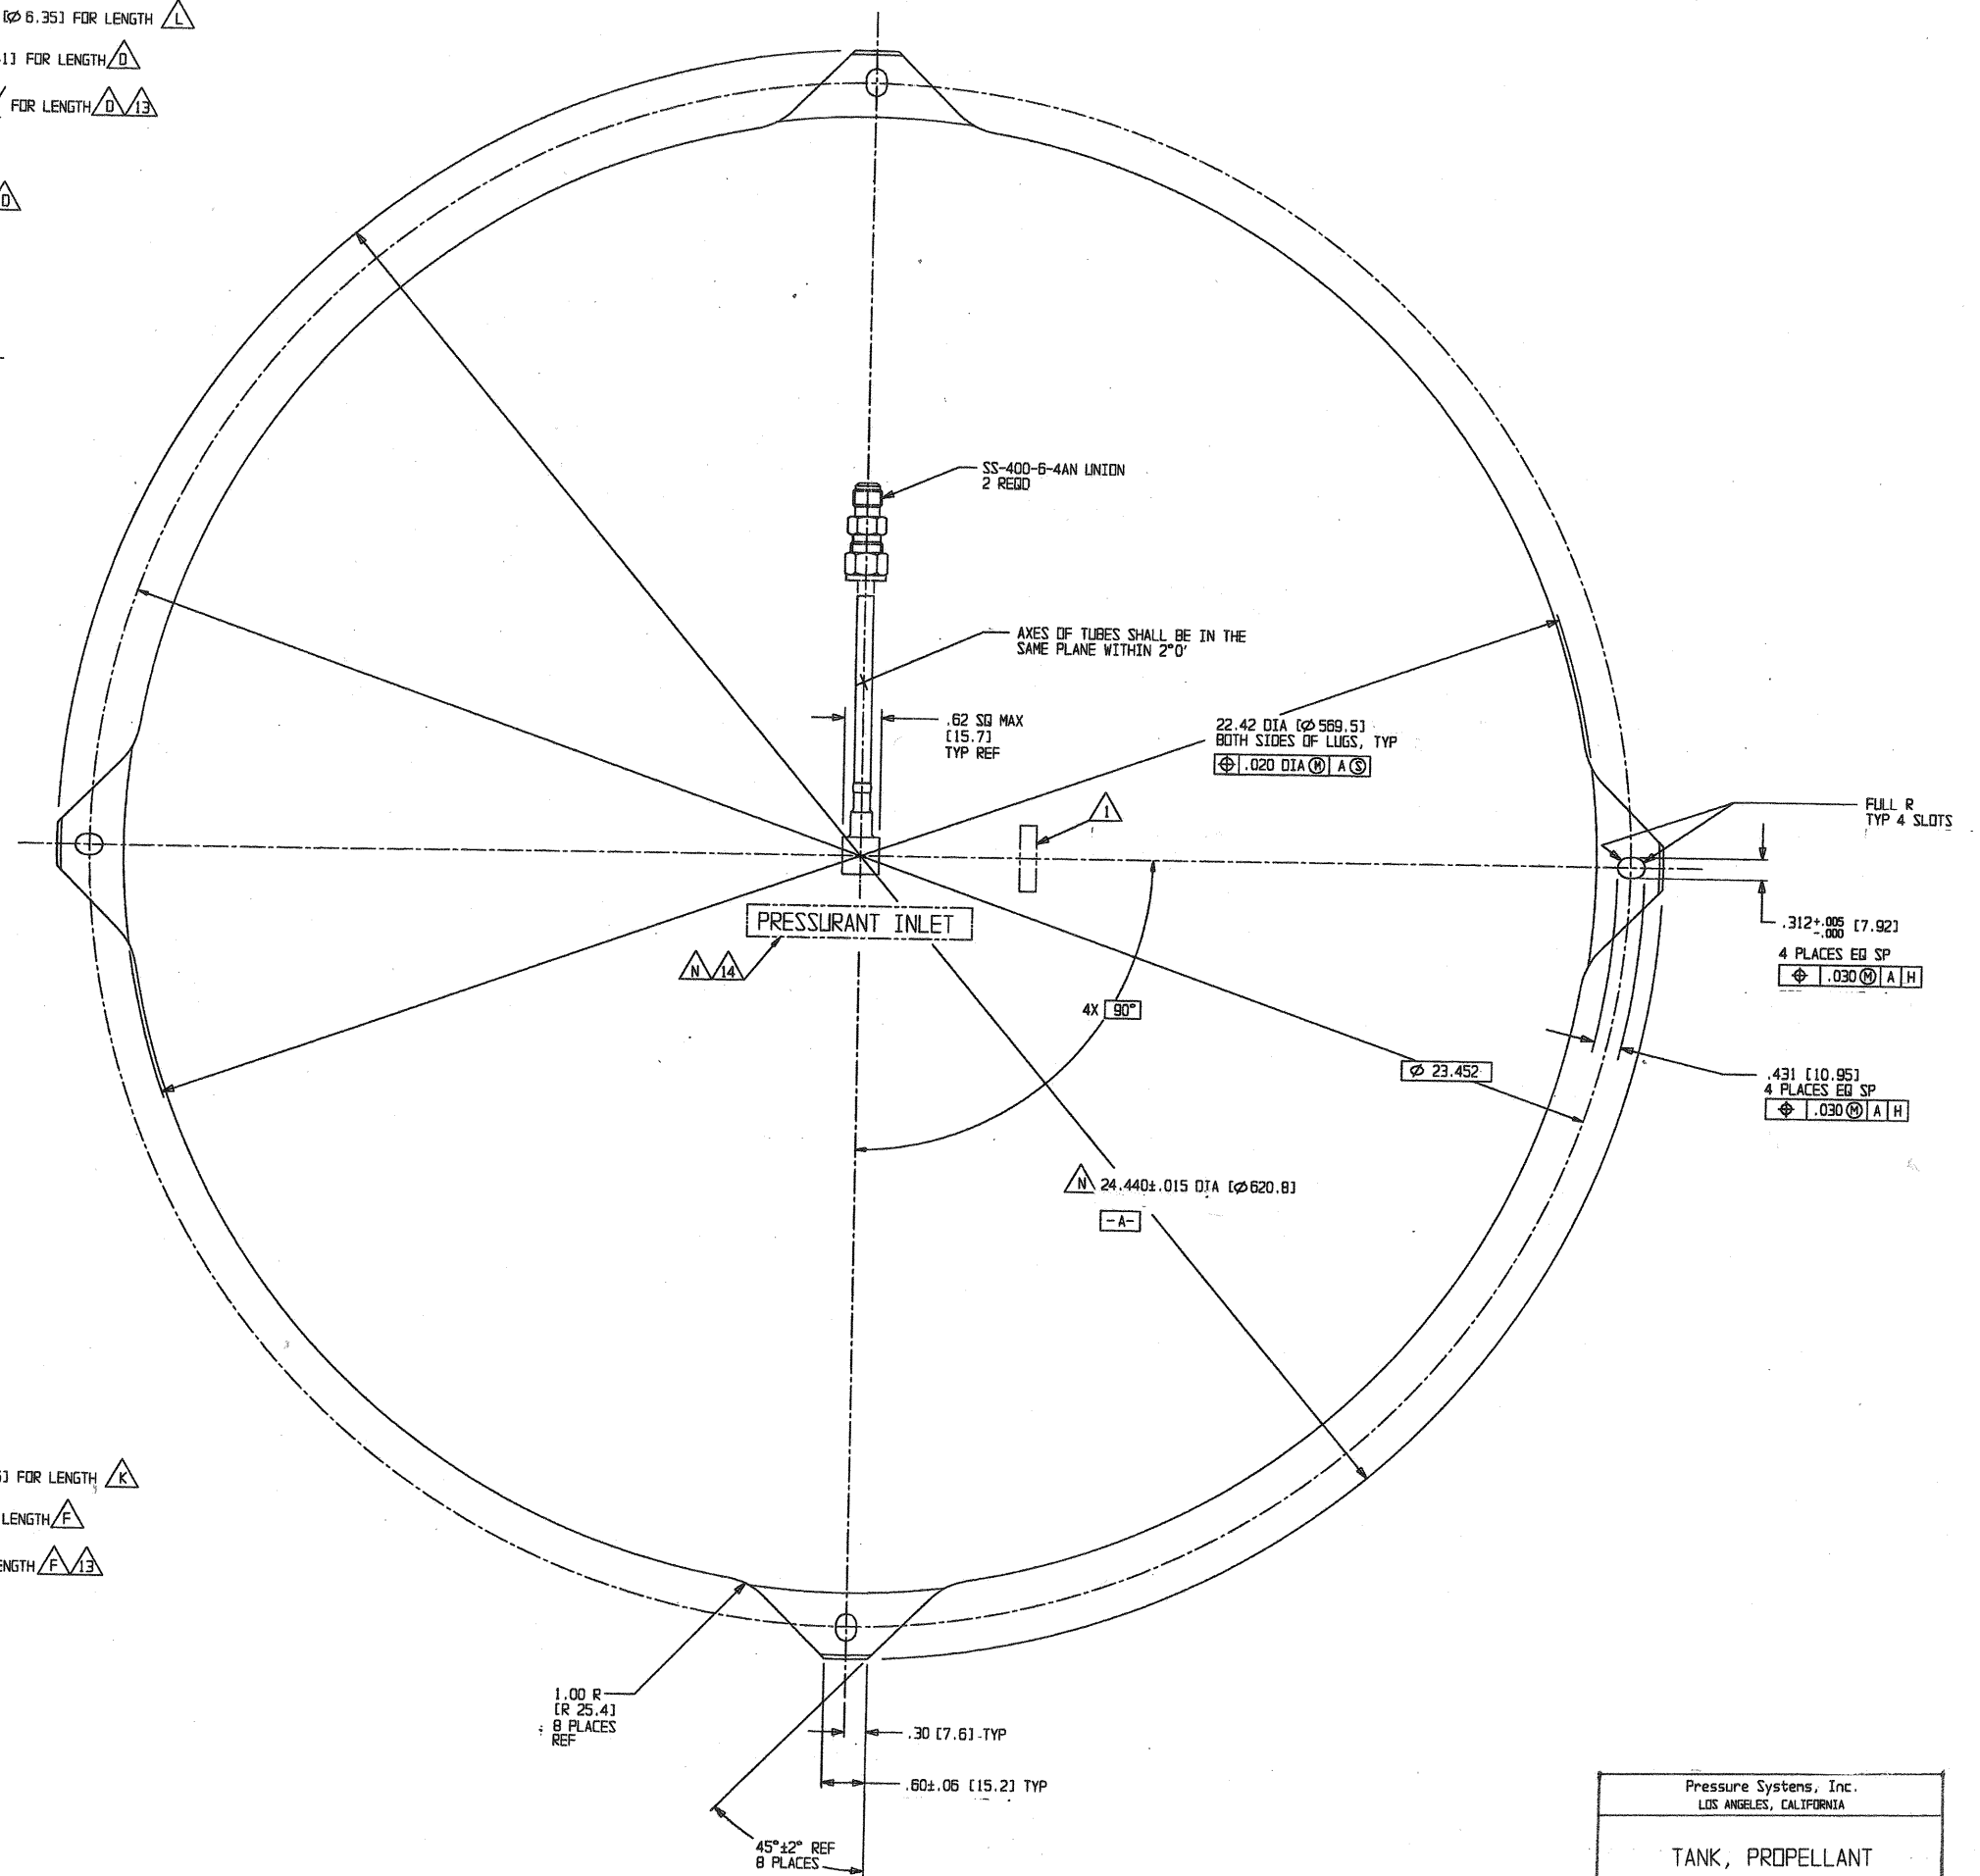 [Ø 6.35] FOR LENGTH L
1] FOR LENGTH D
FOR LENGTH D 13
D
SS-400-6-4AN UNION
2 REQD
AXES OF TUBES SHALL BE IN THE
SAME PLANE WITHIN 2°0'
.62 SQ MAX
[15.7]
TYP REF
22.42 DIA [Ø 569.5]
BOTH SIDES OF LUGS, TYP
⌖ .020 DIA Ⓜ A Ⓢ
1
FULL R
TYP 4 SLOTS
PRESSURANT INLET
N 14
.312 +.005 -.000 [7.92]
4 PLACES EQ SP
⌖ .030 Ⓜ A H
4X 90°
Ø 23.452
.431 [10.95]
4 PLACES EQ SP
⌖ .030 Ⓜ A H
N 24.440±.015 DIA [Ø 620.8]
-A-
] FOR LENGTH K
LENGTH F
ENGTH F 13
1.00 R
[R 25.4]
8 PLACES
REF
.30 [7.6] TYP
.60±.06 [15.2] TYP
45°±2° REF
8 PLACES
Pressure Systems, Inc.
LOS ANGELES, CALIFORNIA
TANK, PROPELLANT